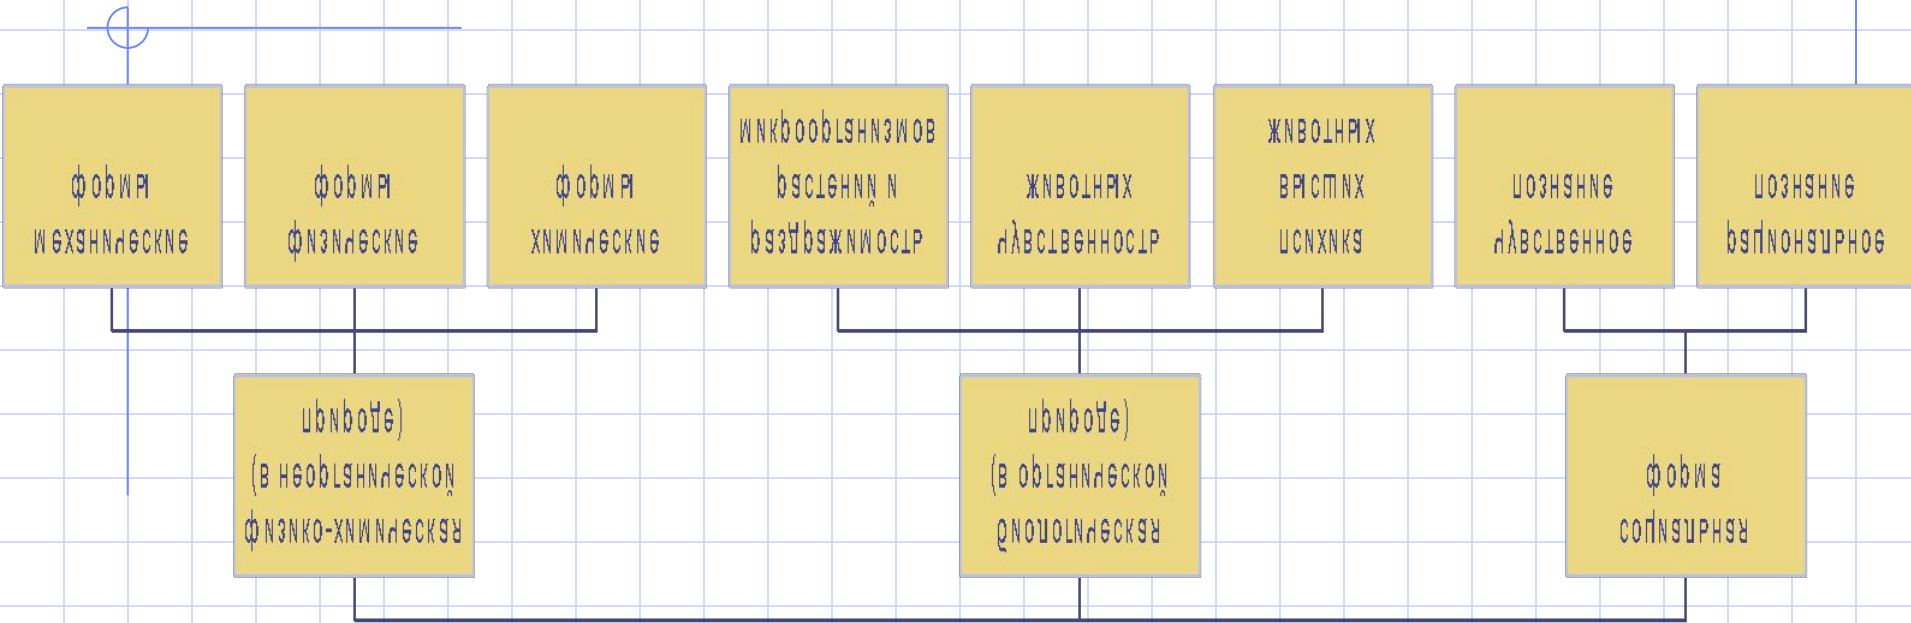 физико-химическая
(в неорганической
природе)
биологическая
(в органической
природе)
социальная
форма
механические
формы
физические
формы
химические
формы
раздражимость
растений и
микроорганизмов
чувственность
животных
психика
высших
животных
чувственное
познание
рациональное
познание